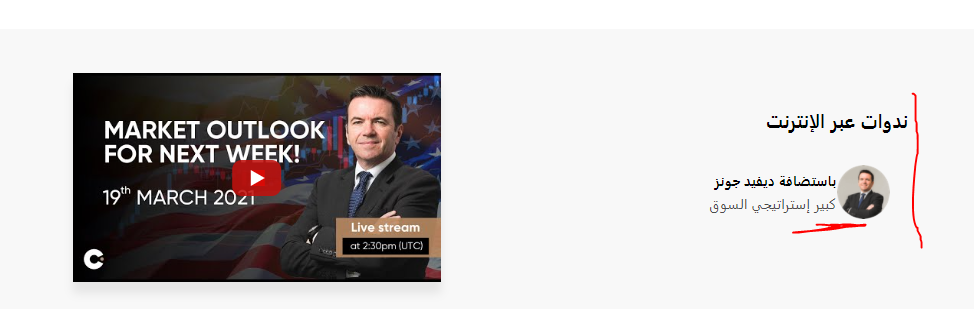 MARKET OUTLOOK
FOR NEXT WEEK!
19th MARCH 2021
Live stream
at 2:30pm (UTC)
ندوات عبر الإنترنت
باستضافة ديفيد جونز
كبير إستراتيجي السوق